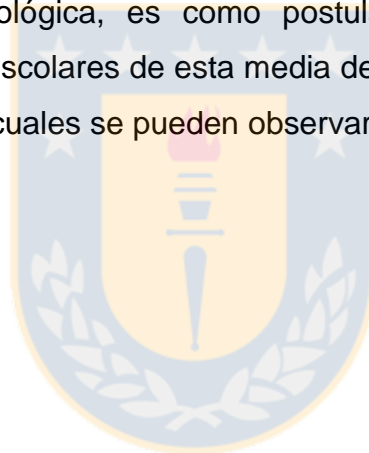 ológica, es como postul
scolares de esta media de
cuales se pueden observar